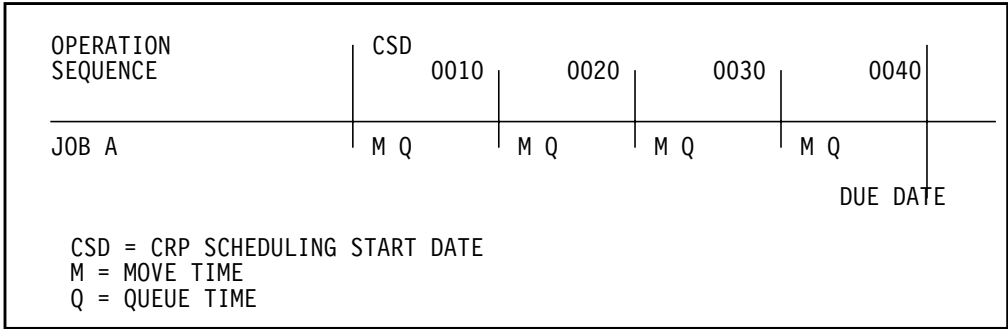 OPERATION CSD
SEQUENCE 0010 0020 0030 0040
JOB A M Q M Q M Q M Q
DUE DATE
CSD = CRP SCHEDULING START DATE
M = MOVE TIME
Q = QUEUE TIME